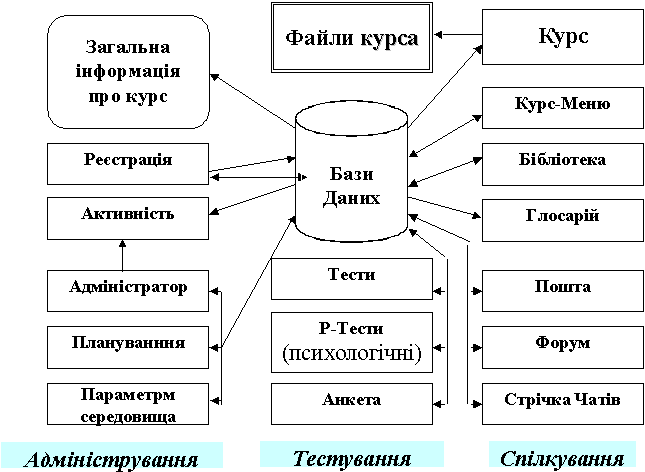 Загальна
інформація
про курс
Файли курса
Курс
Курс-Меню
Реєстрація
Бази
Даних
Бібліотека
Активність
Глосарій
Адміністратор
Тести
Пошта
Плануванння
Р-Тести
(психологічні)
Форум
Параметрм
середовища
Анкета
Стрічка Чатів
Адміністрування
Тестування
Спілкування